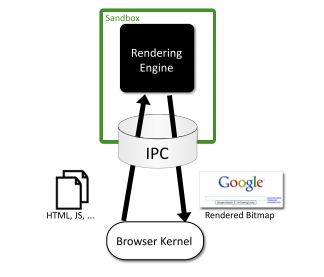 Sandbox
Rendering
Engine
IPC
Google
HTML, JS, ...
Rendered Bitmap
Browser Kernel